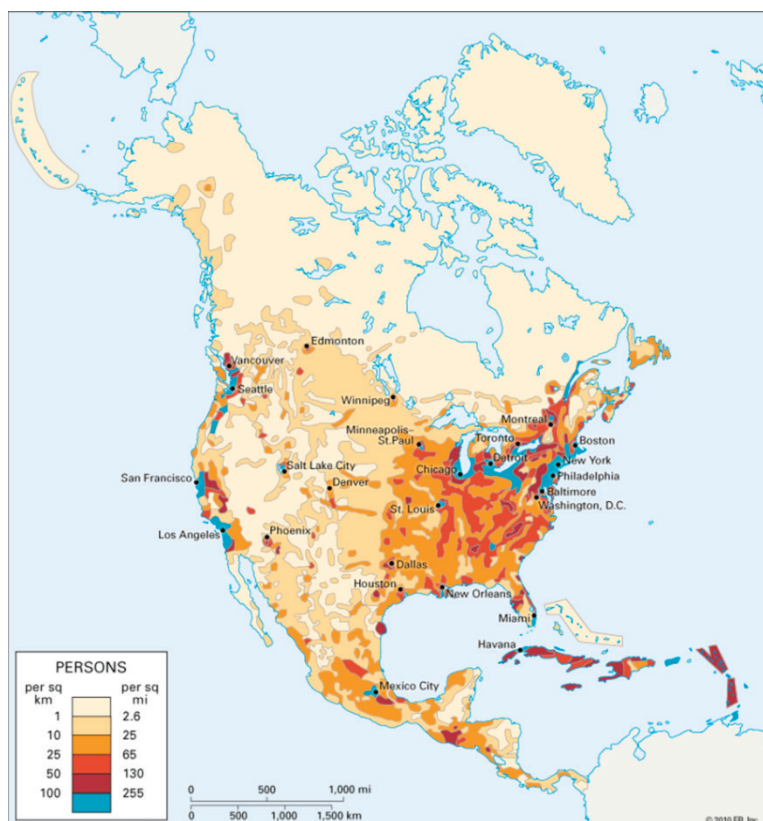 Edmonton
Vancouver
Seattle
Winnipeg
Minneapolis–
St. Paul
Montreal
Toronto
Boston
Detroit
New York
Chicago
Philadelphia
Salt Lake City
San Francisco
Denver
Baltimore
St. Louis
Washington, D.C.
Los Angeles
Phoenix
Dallas
Houston
New Orleans
Miami
Havana
Mexico City
PERSONS
per sq per sq
km mi
1 2.6
10 25
25 65
50 130
100 255
0 500 1,000 mi
0 500 1,000 1,500 km
© 2010 EB, Inc.